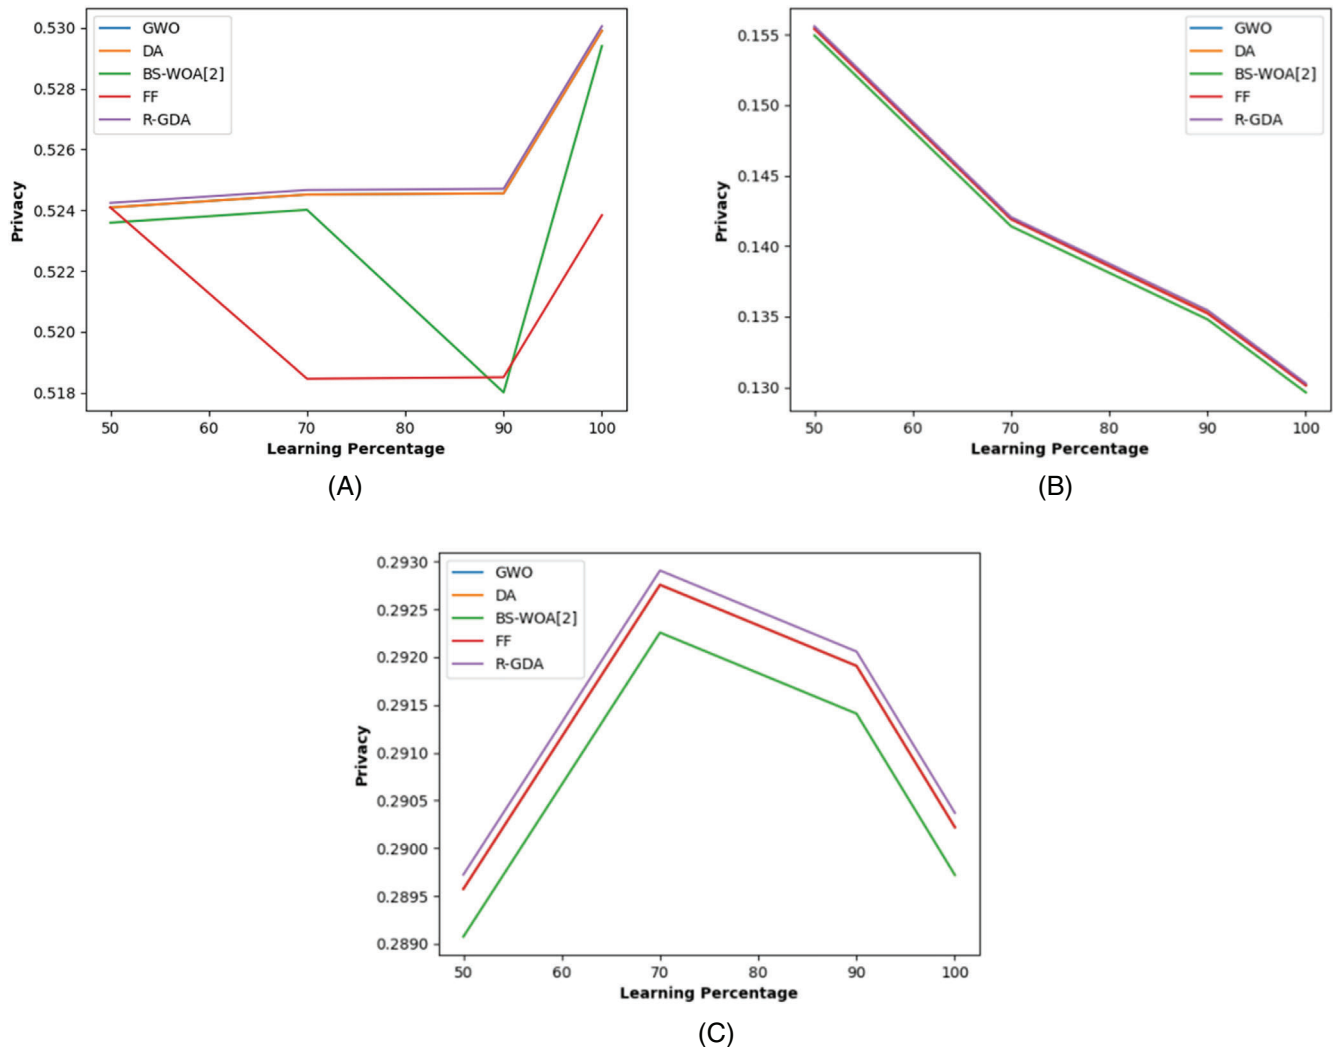 GWO
DA
BS-WOA[2]
FF
R-GDA
0.530
0.528
0.526
0.524
0.522
0.520
0.518
Privacy
50 60 70 80 90 100
Learning Percentage
(A)
GWO
DA
BS-WOA[2]
FF
R-GDA
0.155
0.150
0.145
0.140
0.135
0.130
Privacy
50 60 70 80 90 100
Learning Percentage
(B)
GWO
DA
BS-WOA[2]
FF
R-GDA
0.2930
0.2925
0.2920
0.2915
0.2910
0.2905
0.2900
0.2895
0.2890
Privacy
50 60 70 80 90 100
Learning Percentage
(C)